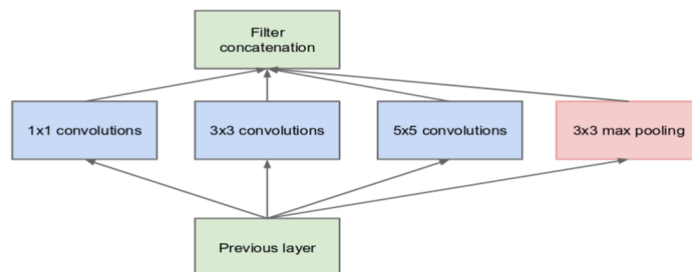 Filter
concatenation
1x1 convolutions
3x3 convolutions
5x5 convolutions
3x3 max pooling
Previous layer